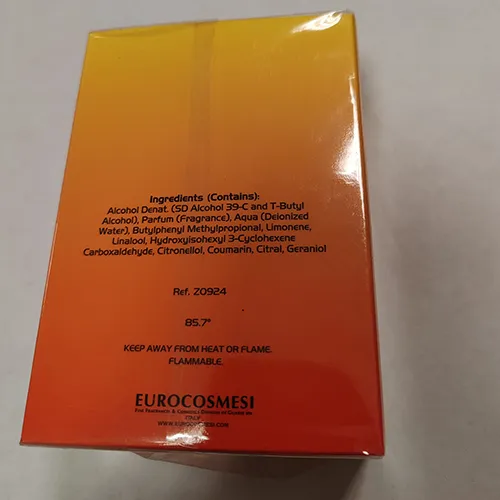 Ingredients (Contains):
Alcohol Denat. (SD Alcohol 39-C and T-Butyl
Alcohol), Parfum (Fragrance), Aqua (Deionized
Water), Butylphenyl Methylpropional, Limonene,
Linalool, Hydroxyisohexyl 3-Cyclohexene
Carboxaldehyde, Citronellol, Coumarin, Citral, Geraniol
Ref. Z0924
85.7°
KEEP AWAY FROM HEAT OR FLAME.
FLAMMABLE.
EUROCOSMESI
ITALY